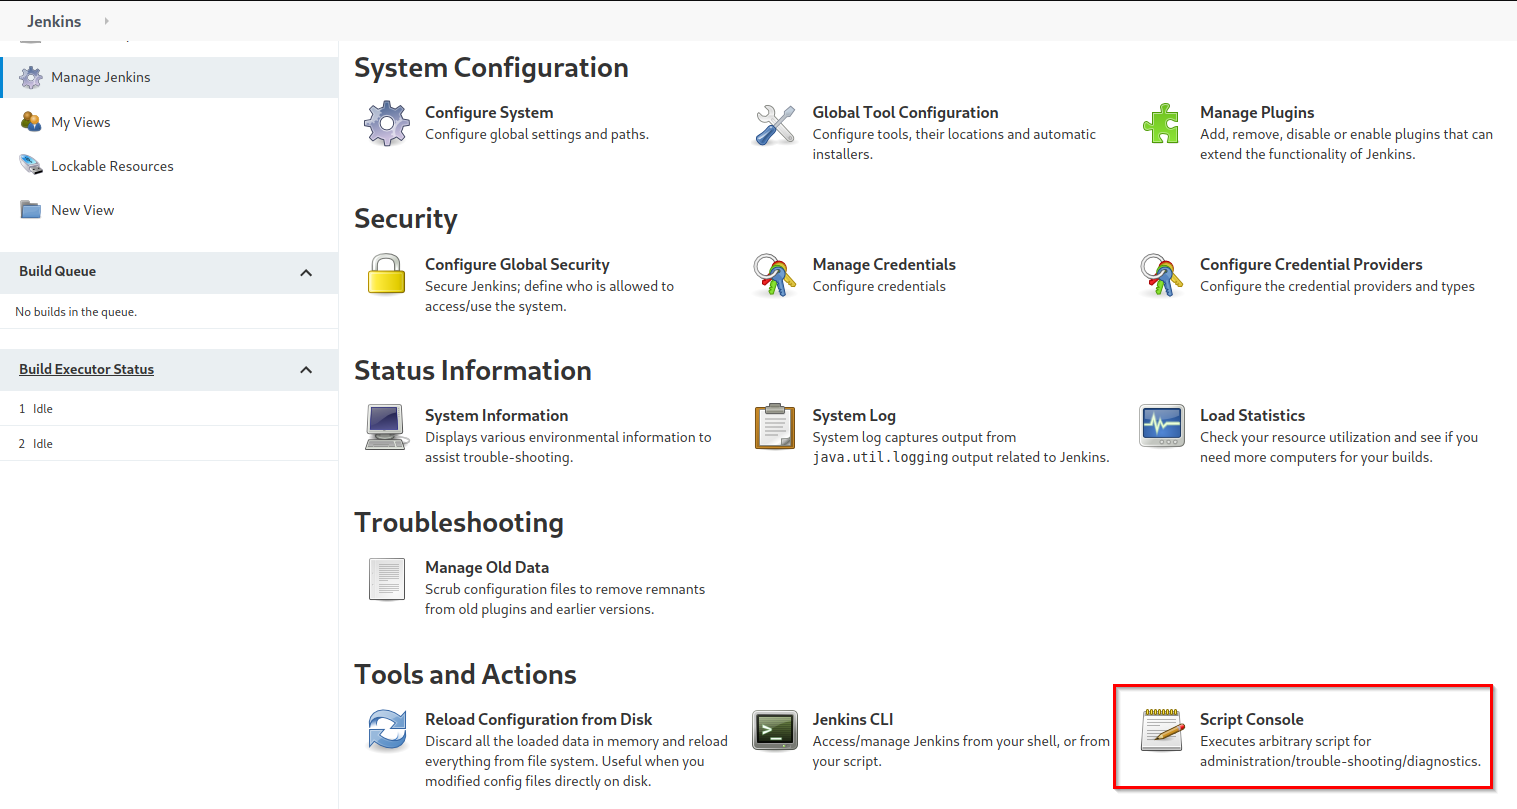 Jenkins
Manage Jenkins
My Views
Lockable Resources
New View
Build Queue
No builds in the queue.
Build Executor Status
1 Idle
2 Idle
System Configuration
Configure System
Configure global settings and paths.
Global Tool Configuration
Configure tools, their locations and automatic
installers.
Manage Plugins
Add, remove, disable or enable plugins that can
extend the functionality of Jenkins.
Security
Configure Global Security
Secure Jenkins; define who is allowed to
access/use the system.
Manage Credentials
Configure credentials
Configure Credential Providers
Configure the credential providers and types
Status Information
System Information
Displays various environmental information to
assist trouble-shooting.
System Log
System log captures output from
java.util.logging output related to Jenkins.
Load Statistics
Check your resource utilization and see if you
need more computers for your builds.
Troubleshooting
Manage Old Data
Scrub configuration files to remove remnants
from old plugins and earlier versions.
Tools and Actions
Reload Configuration from Disk
Discard all the loaded data in memory and reload
everything from file system. Useful when you
modified config files directly on disk.
Jenkins CLI
Access/manage Jenkins from your shell, or from
your script.
Script Console
Executes arbitrary script for
administration/trouble-shooting/diagnostics.